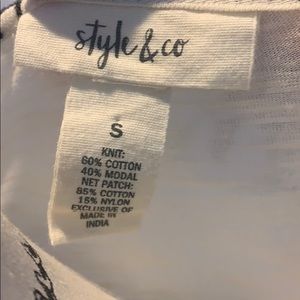 style & co
S
KNIT:
60% COTTON
40% MODAL
NET PATCH:
85% COTTON
15% NYLON
EXCLUSIVE OF
MADE IN
INDIA